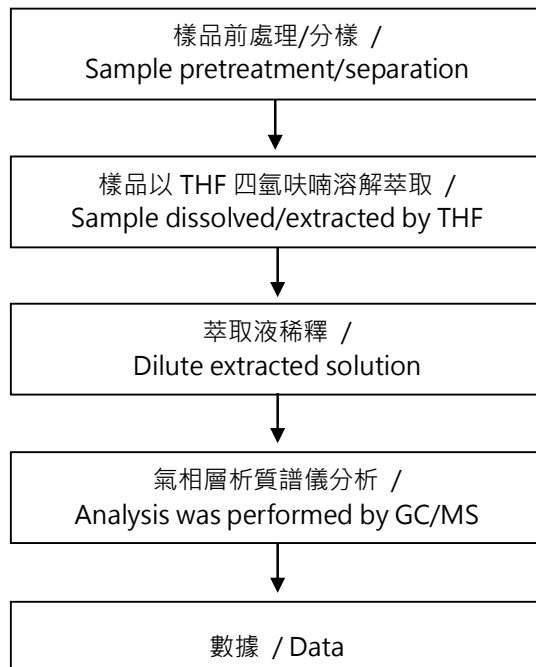 樣品前處理/分樣 /
Sample pretreatment/separation
樣品以 THF 四氫呋喃溶解萃取 /
Sample dissolved/extracted by THF
萃取液稀釋 /
Dilute extracted solution
氣相層析質譜儀分析 /
Analysis was performed by GC/MS
數據 / Data